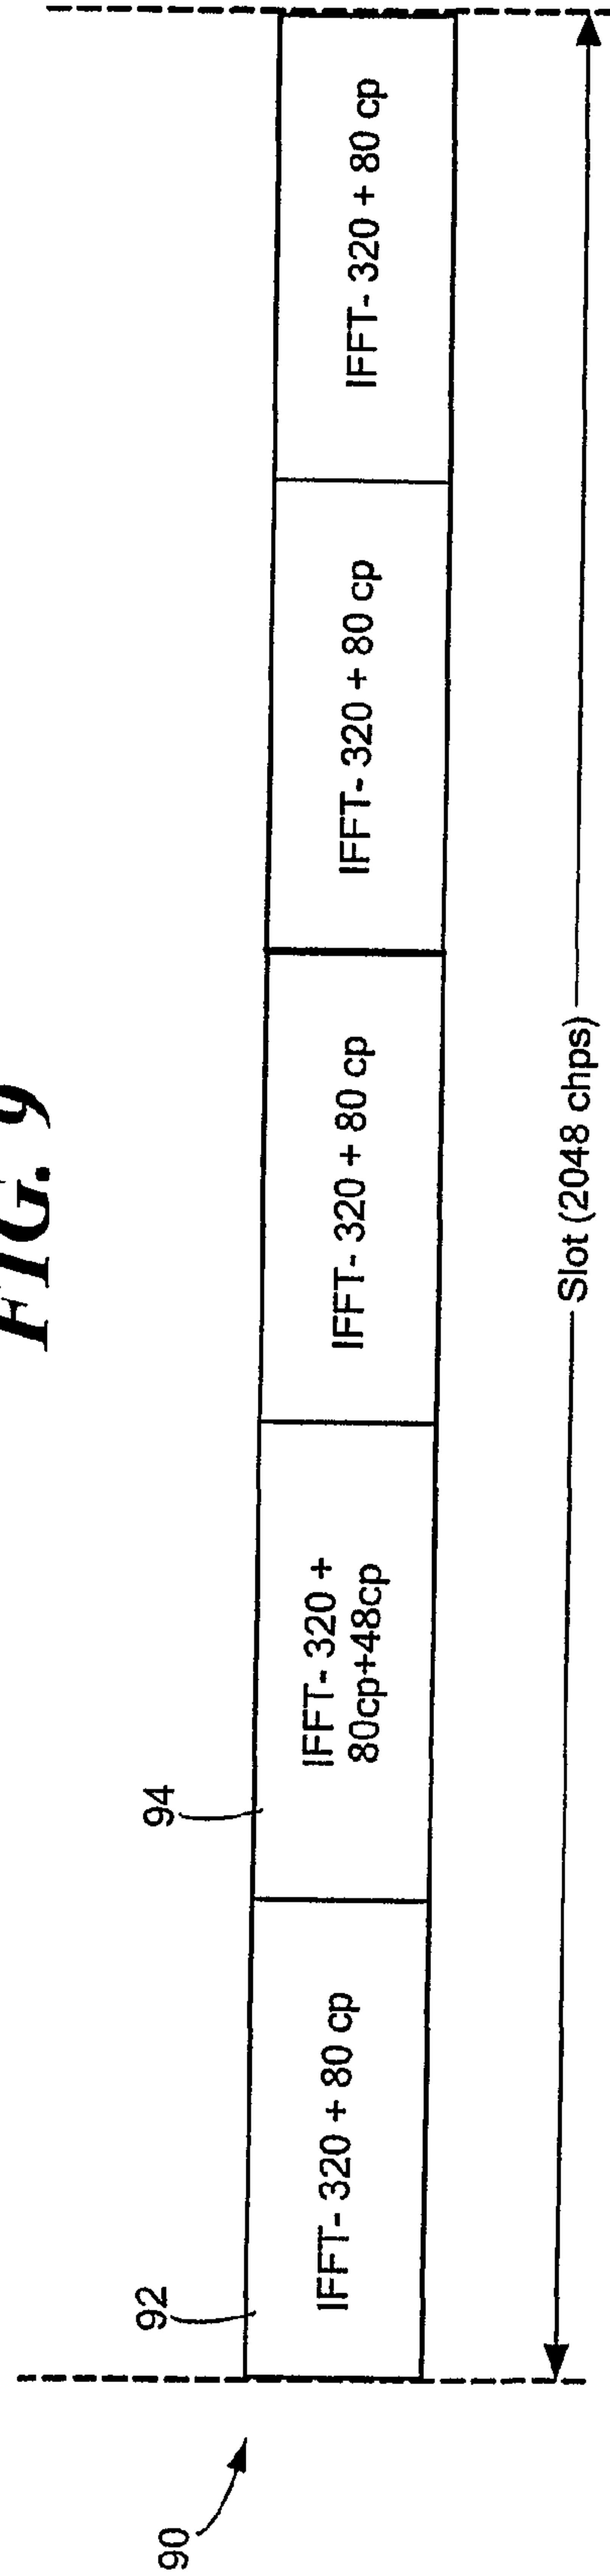 FIG. 9
90
92
94
IFFT- 320 + 80 cp
IFFT- 320 +
80cp+48cp
IFFT- 320 + 80 cp
IFFT- 320 + 80 cp
IFFT- 320 + 80 cp
Slot (2048 chps)